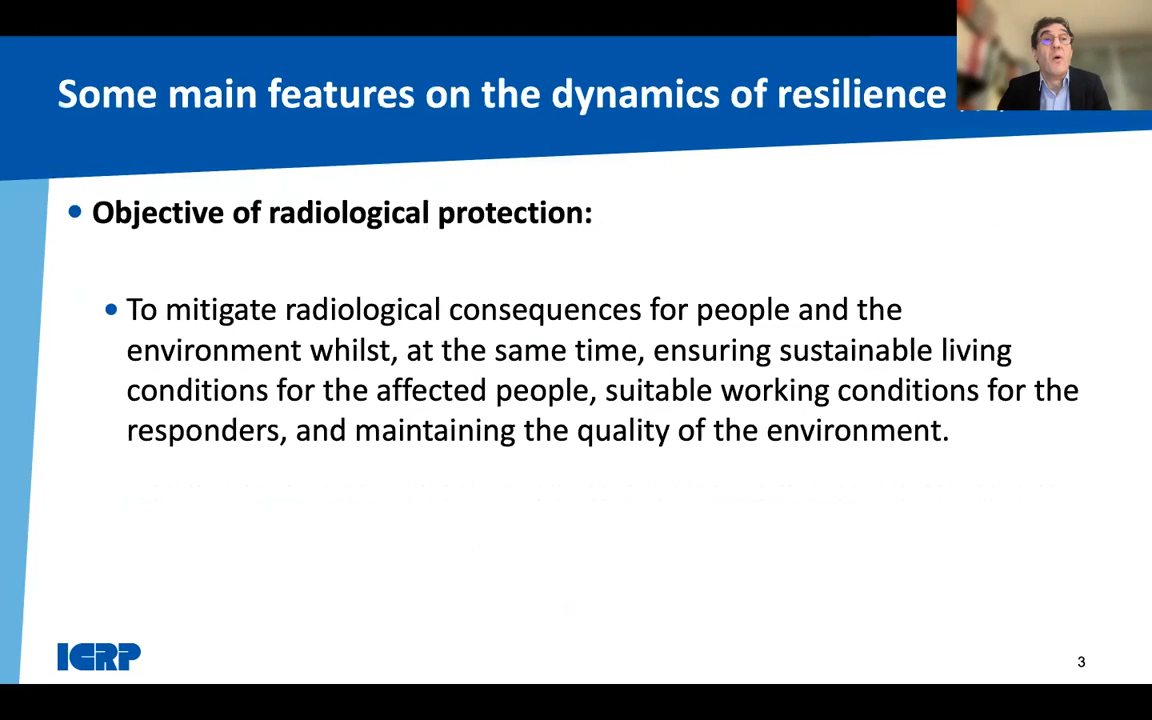 Some main features on the dynamics of resilience
• Objective of radiological protection:
• To mitigate radiological consequences for people and the
environment whilst, at the same time, ensuring sustainable living
conditions for the affected people, suitable working conditions for the
responders, and maintaining the quality of the environment.
ICRP
3